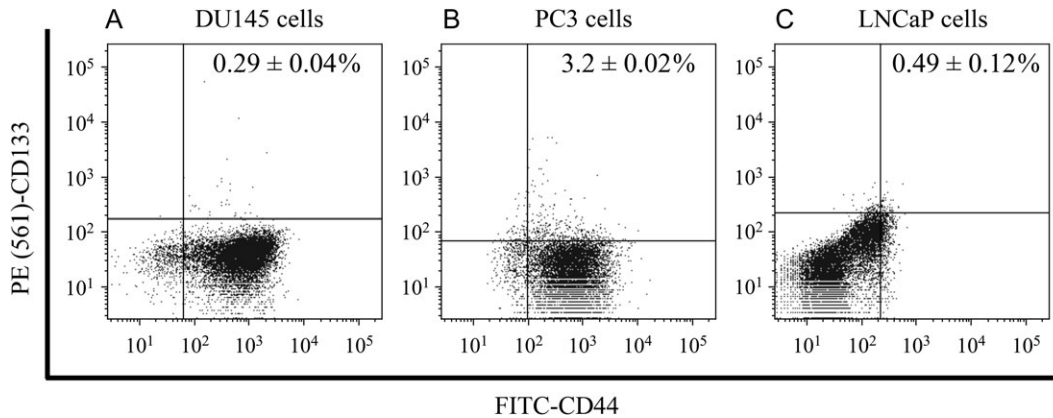 A DU145 cells
B PC3 cells
C LNCaP cells
0.29 ± 0.04%
3.2 ± 0.02%
0.49 ± 0.12%
PE (561)-CD133
10⁵
10⁴
10³
10²
10¹
10¹ 10² 10³ 10⁴ 10⁵
10⁵
10⁴
10³
10²
10¹
10¹ 10² 10³ 10⁴ 10⁵
10⁵
10⁴
10³
10²
10¹
10¹ 10² 10³ 10⁴ 10⁵
FITC-CD44